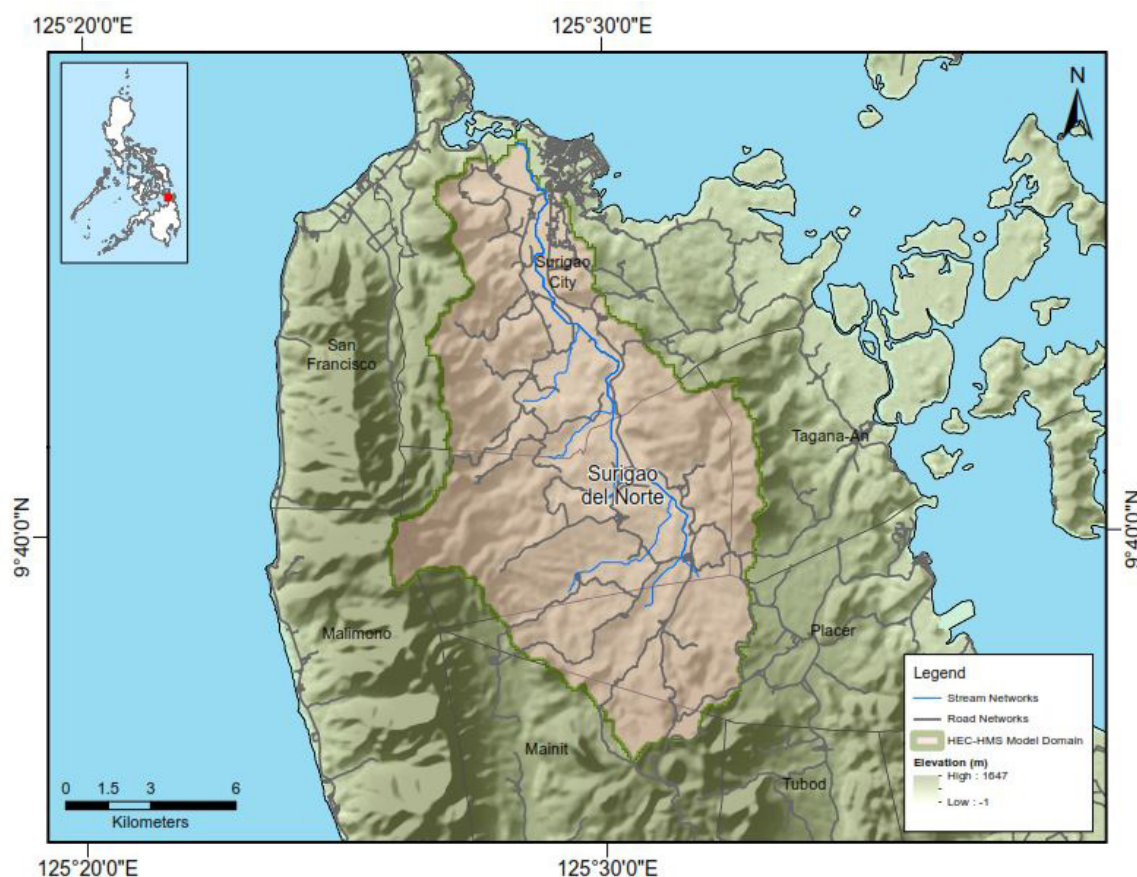 125°20'0"E
125°30'0"E
N
Surigao
City
San
Francisco
Tagana-An
Surigao
del Norte
9°40'0"N
9°40'0"N
Malimono
Placer
Mainit
Tubod
Legend
Stream Networks
Road Networks
HEC-HMS Model Domain
Elevation (m)
High : 1647
Low : -1
0 1.5 3 6
Kilometers
125°20'0"E
125°30'0"E